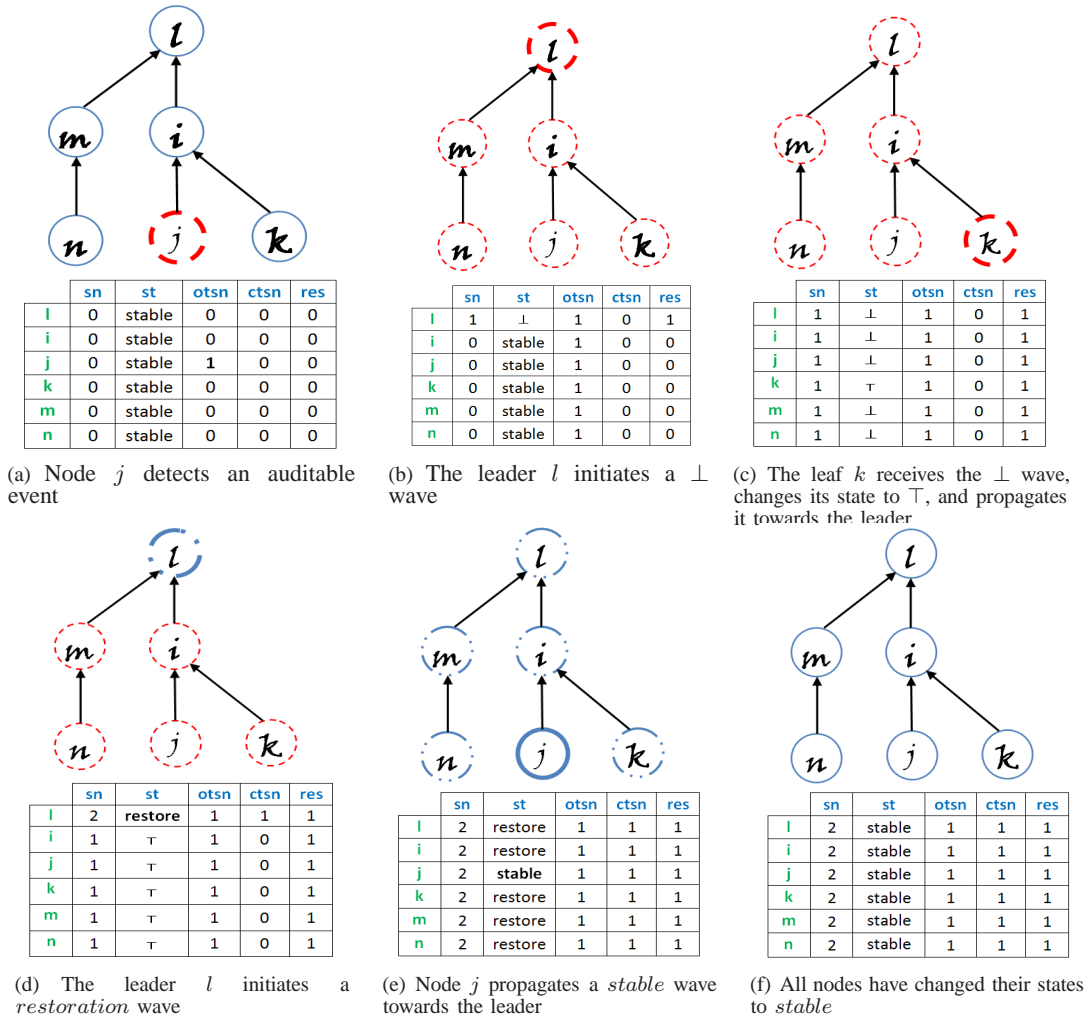 l
m i
n j k
sn st otsn ctsn res
l 0 stable 0 0 0
i 0 stable 0 0 0
j 0 stable 1 0 0
k 0 stable 0 0 0
m 0 stable 0 0 0
n 0 stable 0 0 0
(a) Node j detects an auditable
event
l
m i
n j k
sn st otsn ctsn res
l 1 ⊥ 1 0 1
i 0 stable 1 0 0
j 0 stable 1 0 0
k 0 stable 1 0 0
m 0 stable 1 0 0
n 0 stable 1 0 0
(b) The leader l initiates a ⊥
wave
l
m i
n j k
sn st otsn ctsn res
l 1 ⊥ 1 0 1
i 1 ⊥ 1 0 1
j 1 ⊥ 1 0 1
k 1 ⊤ 1 0 1
m 1 ⊥ 1 0 1
n 1 ⊥ 1 0 1
(c) The leaf k receives the ⊥ wave,
changes its state to ⊤, and propagates
it towards the leader
l
m i
n j k
sn st otsn ctsn res
l 2 restore 1 1 1
i 1 ⊤ 1 0 1
j 1 ⊤ 1 0 1
k 1 ⊤ 1 0 1
m 1 ⊤ 1 0 1
n 1 ⊤ 1 0 1
(d) The leader l initiates a
restoration wave
l
m i
n j k
sn st otsn ctsn res
l 2 restore 1 1 1
i 2 restore 1 1 1
j 2 stable 1 1 1
k 2 restore 1 1 1
m 2 restore 1 1 1
n 2 restore 1 1 1
(e) Node j propagates a stable wave
towards the leader
l
m i
n j k
sn st otsn ctsn res
l 2 stable 1 1 1
i 2 stable 1 1 1
j 2 stable 1 1 1
k 2 stable 1 1 1
m 2 stable 1 1 1
n 2 stable 1 1 1
(f) All nodes have changed their states
to stable